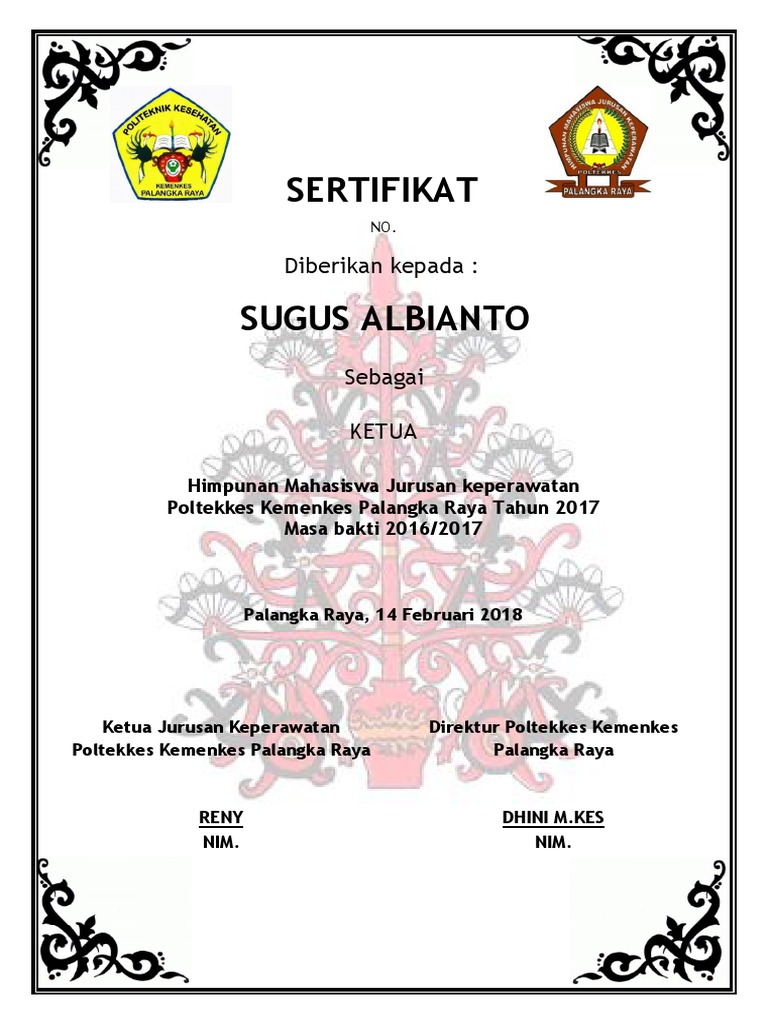 POLITEKNIK KESEHATAN
KEMENKES
PALANGKA RAYA
HIMPUNAN MAHASISWA JURUSAN KEPERAWATAN
POLTEKKES
PALANGKA RAYA
SERTIFIKAT
NO.
Diberikan kepada :
SUGUS ALBIANTO
Sebagai
KETUA
Himpunan Mahasiswa Jurusan keperawatan
Poltekkes Kemenkes Palangka Raya Tahun 2017
Masa bakti 2016/2017
Palangka Raya, 14 Februari 2018
Ketua Jurusan Keperawatan
Poltekkes Kemenkes Palangka Raya
Direktur Poltekkes Kemenkes
Palangka Raya
RENY
NIM.
DHINI M.KES
NIM.